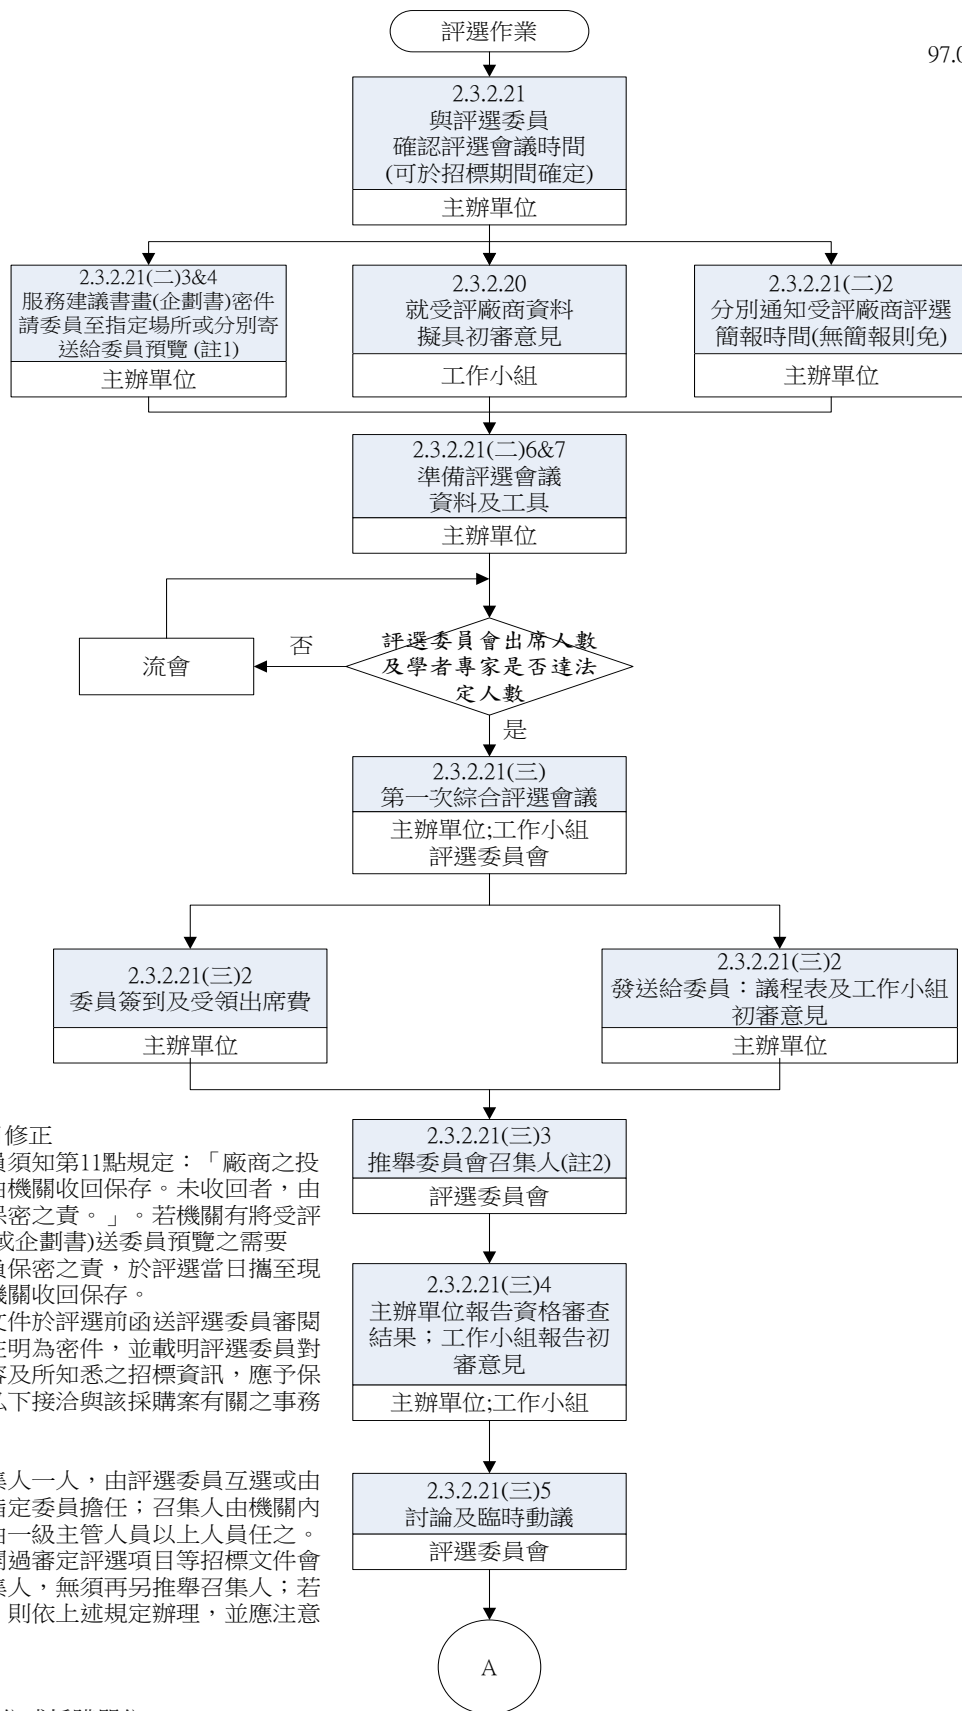 評選作業
97.0
2.3.2.21
與評選委員
確認評選會議時間
(可於招標期間確定)
主辦單位
2.3.2.21(二)3&4
服務建議書畫(企劃書)密件
請委員至指定場所或分別寄
送給委員預覽 (註1)
主辦單位
2.3.2.20
就受評廠商資料
擬具初審意見
工作小組
2.3.2.21(二)2
分別通知受評廠商評選
簡報時間(無簡報則免)
主辦單位
2.3.2.21(二)6&7
準備評選會議
資料及工具
主辦單位
評選委員會出席人數
及學者專家是否達法
定人數
否
流會
是
2.3.2.21(三)
第一次綜合評選會議
主辦單位;工作小組
評選委員會
2.3.2.21(三)2
委員簽到及受領出席費
主辦單位
2.3.2.21(三)2
發送給委員：議程表及工作小組
初審意見
主辦單位
2.3.2.21(三)3
推舉委員會召集人(註2)
評選委員會
2.3.2.21(三)4
主辦單位報告資格審查
結果；工作小組報告初
審意見
主辦單位;工作小組
2.3.2.21(三)5
討論及臨時動議
評選委員會
A
修正
員須知第11點規定：「廠商之投
由機關收回保存。未收回者，由
保密之責。」。若機關有將受評
或企劃書)送委員預覽之需要
負保密之責，於評選當日攜至現
機關收回保存。
文件於評選前函送評選委員審閱
註明為密件，並載明評選委員對
容及所知悉之招標資訊，應予保
私下接洽與該採購案有關之事務
集人一人，由評選委員互選或由
指定委員擔任；召集人由機關內
由一級主管人員以上人員任之。
開過審定評選項目等招標文件會
集人，無須再另推舉召集人；若
則依上述規定辦理，並應注意